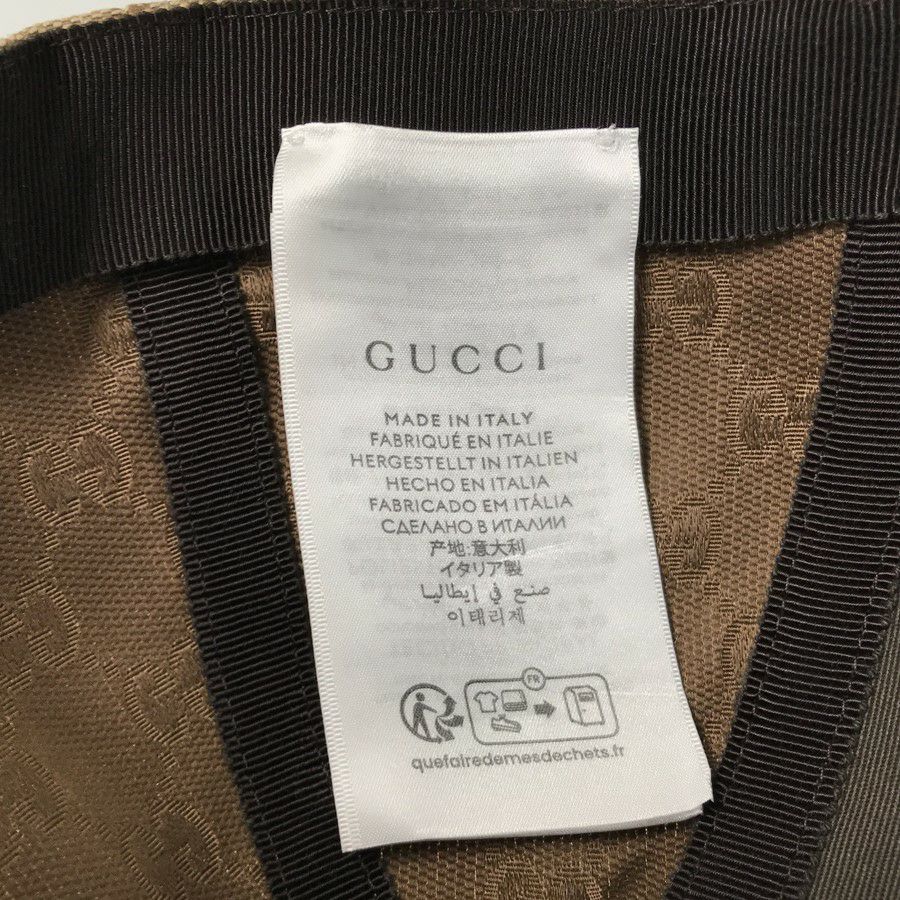 GUCCI
MADE IN ITALY
FABRIQUÉ EN ITALIE
HERGESTELLT IN ITALIEN
HECHO EN ITALIA
FABRICADO EM ITÁLIA
СДЕЛАНО В ИТАЛИИ
产地:意大利
イタリア製
صنع في إيطاليا
이태리제
FR
quefairedemesdechets.fr